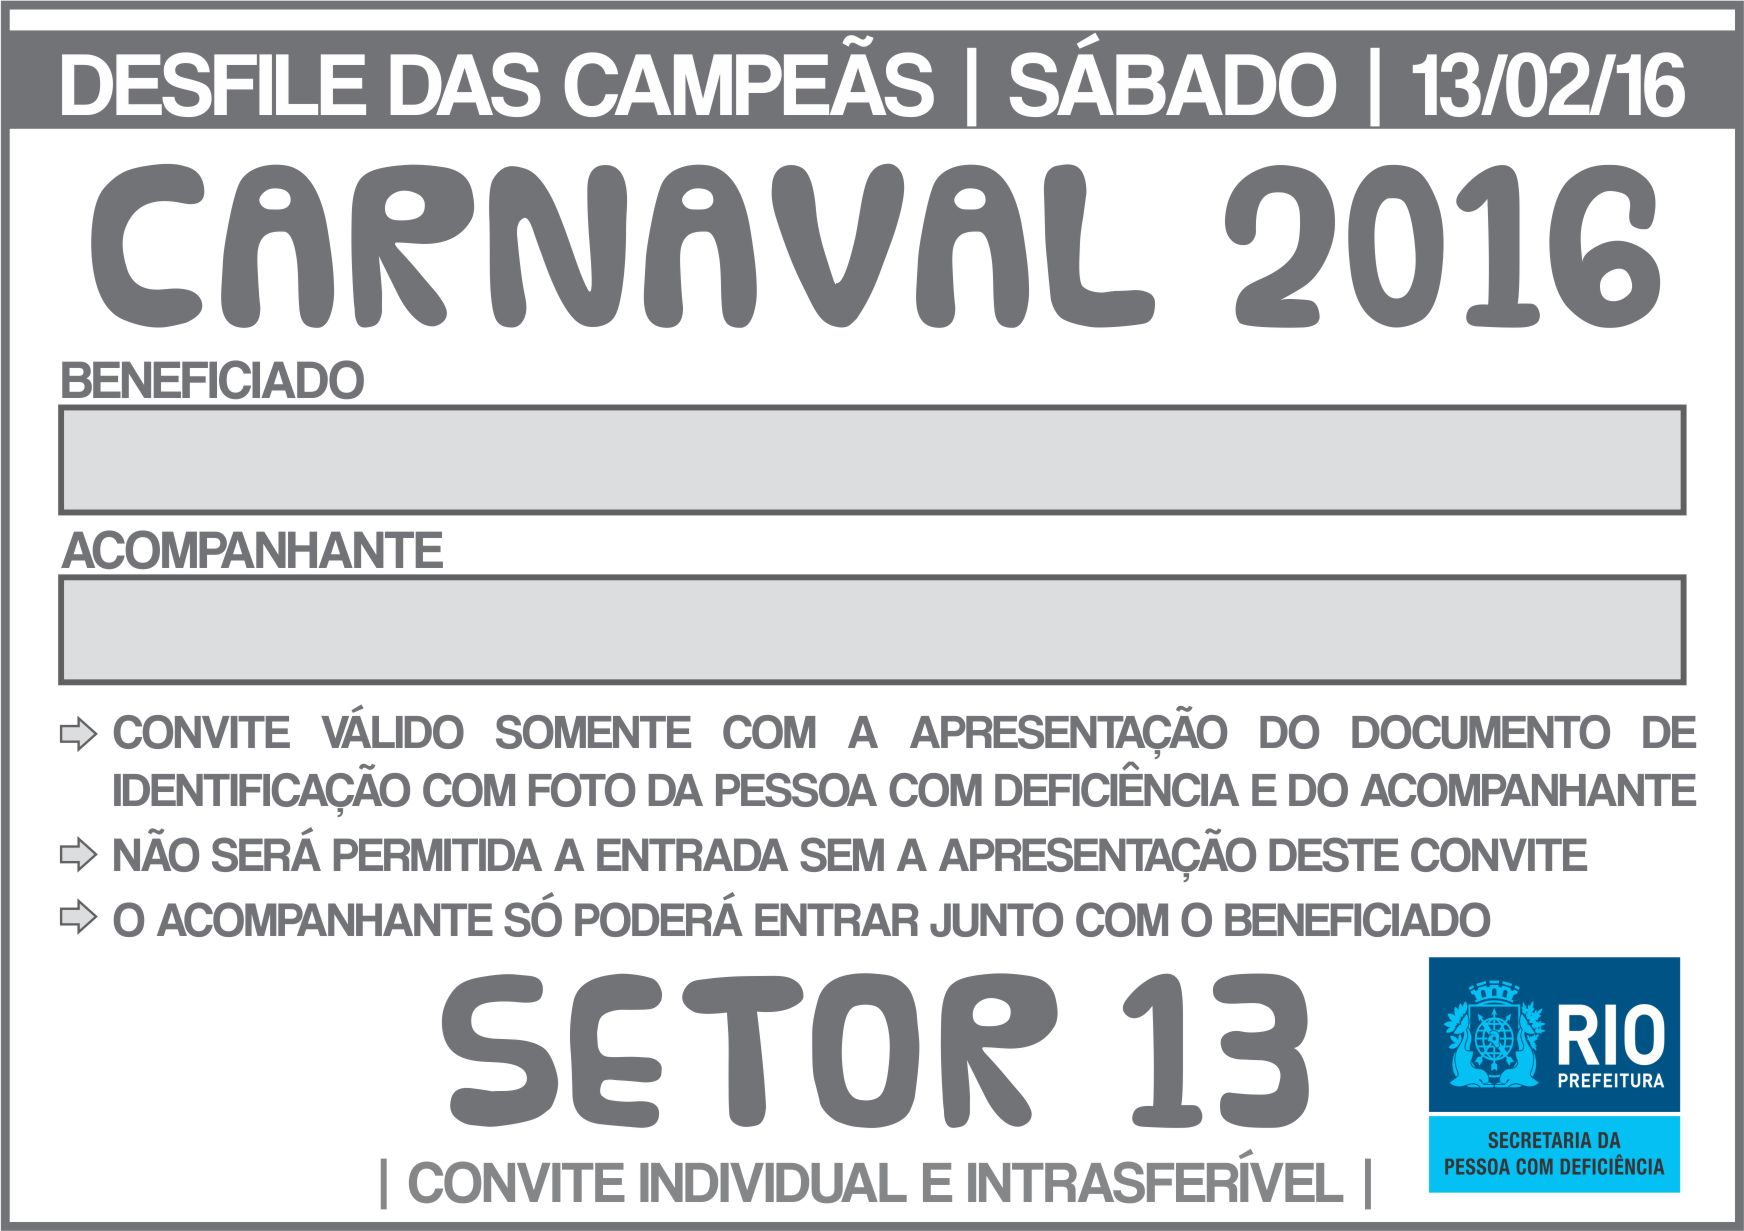 DESFILE DAS CAMPEÃS | SÁBADO | 13/02/16
CARNAVAL 2016
BENEFICIADO
ACOMPANHANTE
CONVITE VÁLIDO SOMENTE COM A APRESENTAÇÃO DO DOCUMENTO DE
IDENTIFICAÇÃO COM FOTO DA PESSOA COM DEFICIÊNCIA E DO ACOMPANHANTE
NÃO SERÁ PERMITIDA A ENTRADA SEM A APRESENTAÇÃO DESTE CONVITE
O ACOMPANHANTE SÓ PODERÁ ENTRAR JUNTO COM O BENEFICIADO
SETOR 13
| CONVITE INDIVIDUAL E INTRASFERÍVEL |
RIO
PREFEITURA
SECRETARIA DA
PESSOA COM DEFICIÊNCIA